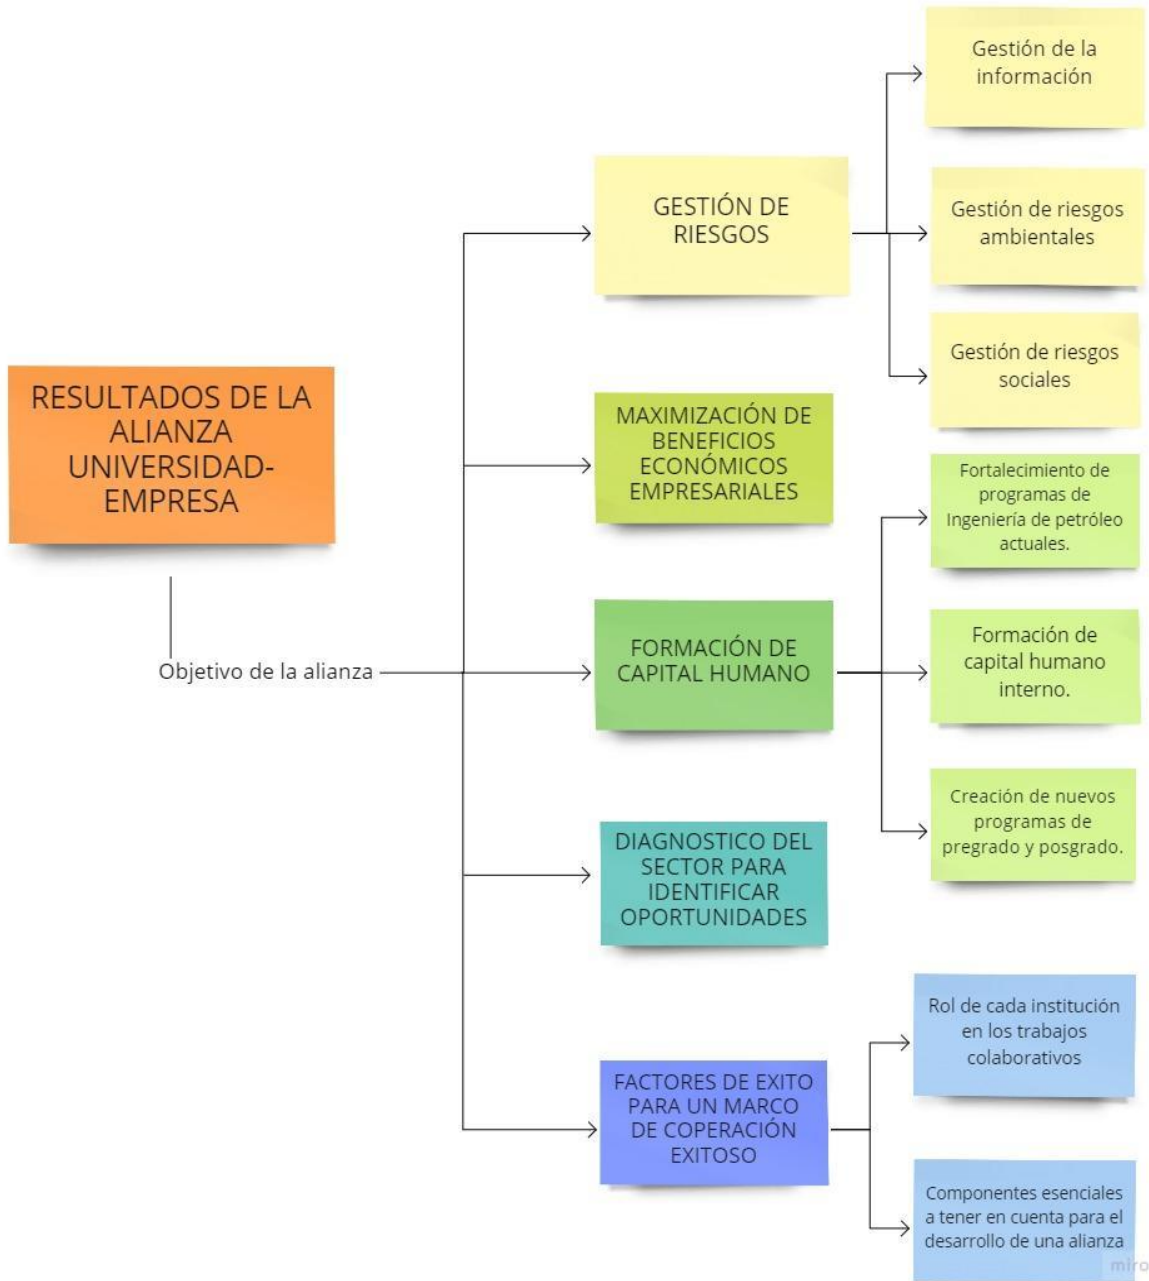 RESULTADOS DE LA
ALIANZA
UNIVERSIDAD-
EMPRESA
Objetivo de la alianza
GESTIÓN DE
RIESGOS
Gestión de la
información
Gestión de riesgos
ambientales
Gestión de riesgos
sociales
MAXIMIZACIÓN DE
BENEFICIOS
ECONÓMICOS
EMPRESARIALES
FORMACIÓN DE
CAPITAL HUMANO
Fortalecimiento de
programas de
Ingeniería de petróleo
actuales.
Formación de
capital humano
interno.
Creación de nuevos
programas de
pregrado y posgrado.
DIAGNOSTICO DEL
SECTOR PARA
IDENTIFICAR
OPORTUNIDADES
FACTORES DE EXITO
PARA UN MARCO
DE COPERACIÓN
EXITOSO
Rol de cada institución
en los trabajos
colaborativos
Componentes esenciales
a tener en cuenta para el
desarrollo de una alianza
miro